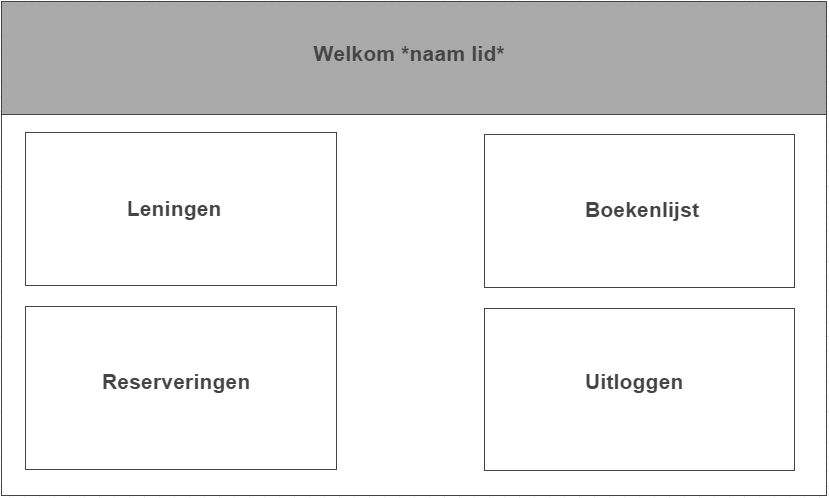 Welkom *naam lid*
Leningen
Boekenlijst
Reserveringen
Uitloggen